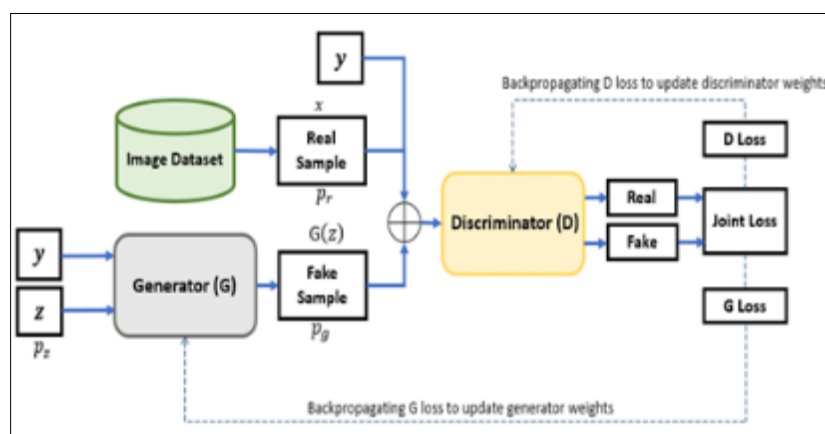 y
Backpropagating D loss to update discriminator weights
x
Image Dataset
Real
Sample
p_r
D Loss
Real
Fake
Joint Loss
Discriminator (D)
G(z)
y
z
p_z
Generator (G)
Fake
Sample
p_g
G Loss
Backpropagating G loss to update generator weights